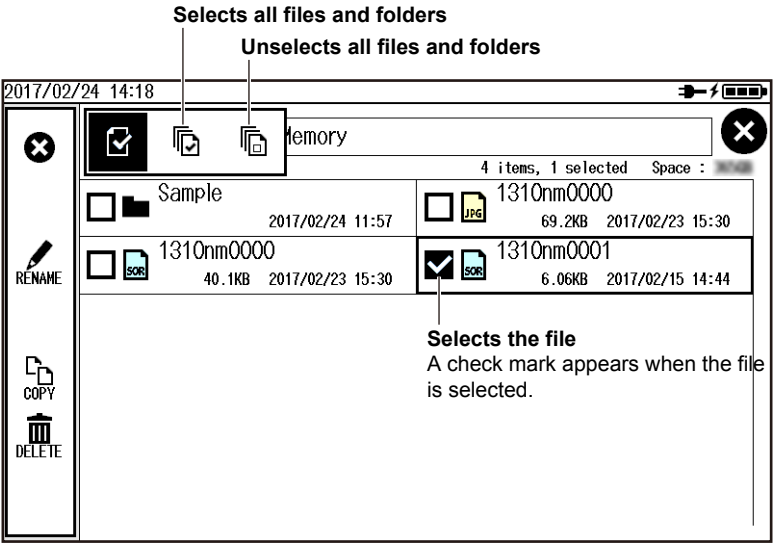 Selects all files and folders
Unselects all files and folders
2017/02/24 14:18
Memory
4 items, 1 selected Space :
Sample
2017/02/24 11:57
JPG
1310nm0000
69.2KB 2017/02/23 15:30
SOR
1310nm0000
40.1KB 2017/02/23 15:30
SOR
1310nm0001
6.06KB 2017/02/15 14:44
RENAME
COPY
DELETE
Selects the file
A check mark appears when the file
is selected.